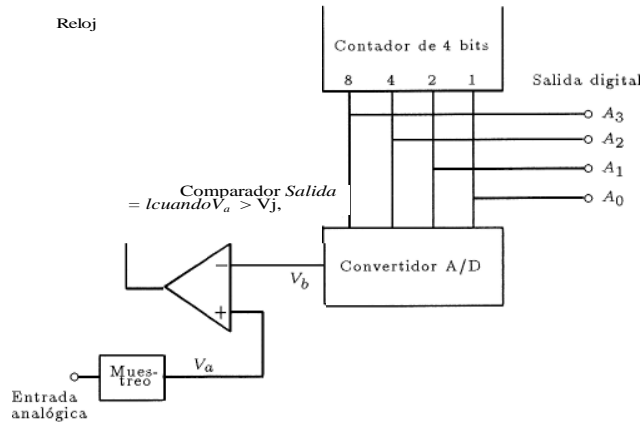 Reloj
Contador de 4 bits
8 4 2 1
Salida digital
A3
A2
A1
A0
Comparador Salida
= lcuandoVa > Vj,
Convertidor A/D
−
Vb
+
Mues-
treo
Va
Entrada
analógica